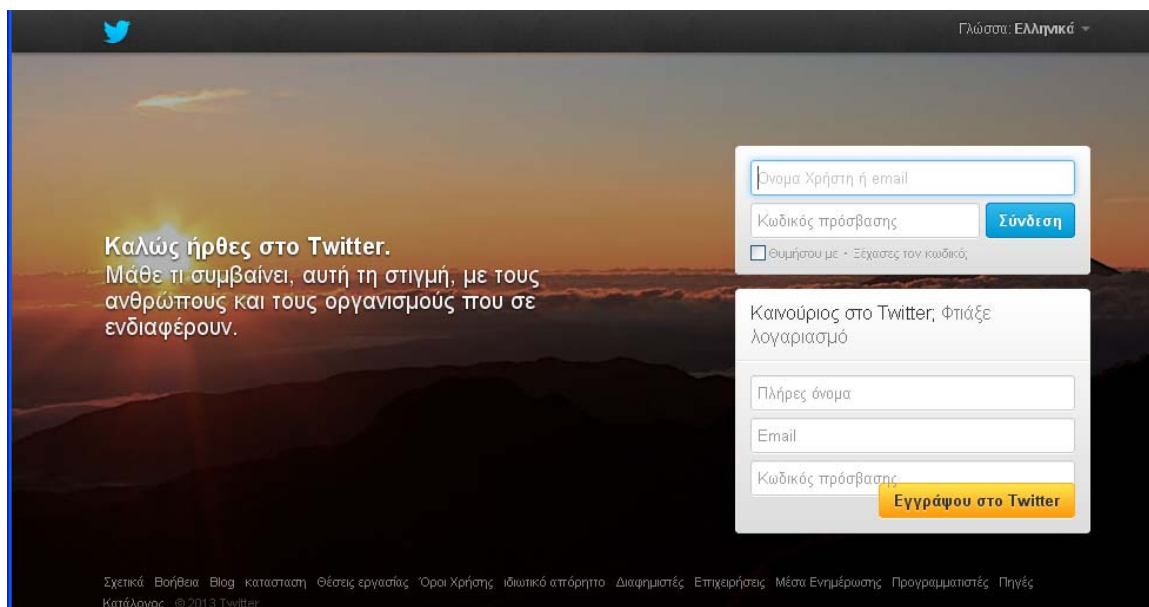 Γλώσσα: Ελληνικά
Καλώς ήρθες στο Twitter.
Μάθε τι συμβαίνει, αυτή τη στιγμή, με τους
ανθρώπους και τους οργανισμούς που σε
ενδιαφέρουν.
Όνομα Χρήστη ή email
Κωδικός πρόσβασης
Σύνδεση
Θυμήσου με · Ξέχασες τον κωδικό;
Καινούριος στο Twitter; Φτιάξε
λογαριασμό
Πλήρες όνομα
Email
Κωδικός πρόσβασης
Εγγράψου στο Twitter
Σχετικά Βοήθεια Blog κατασταση Θέσεις εργασίας Όροι Χρήσης ιδιωτικό απόρρητο Διαφημιστές Επιχειρήσεις Μέσα Ενημέρωσης Προγραμματιστές Πηγές
Κατάλογος © 2013 Twitter